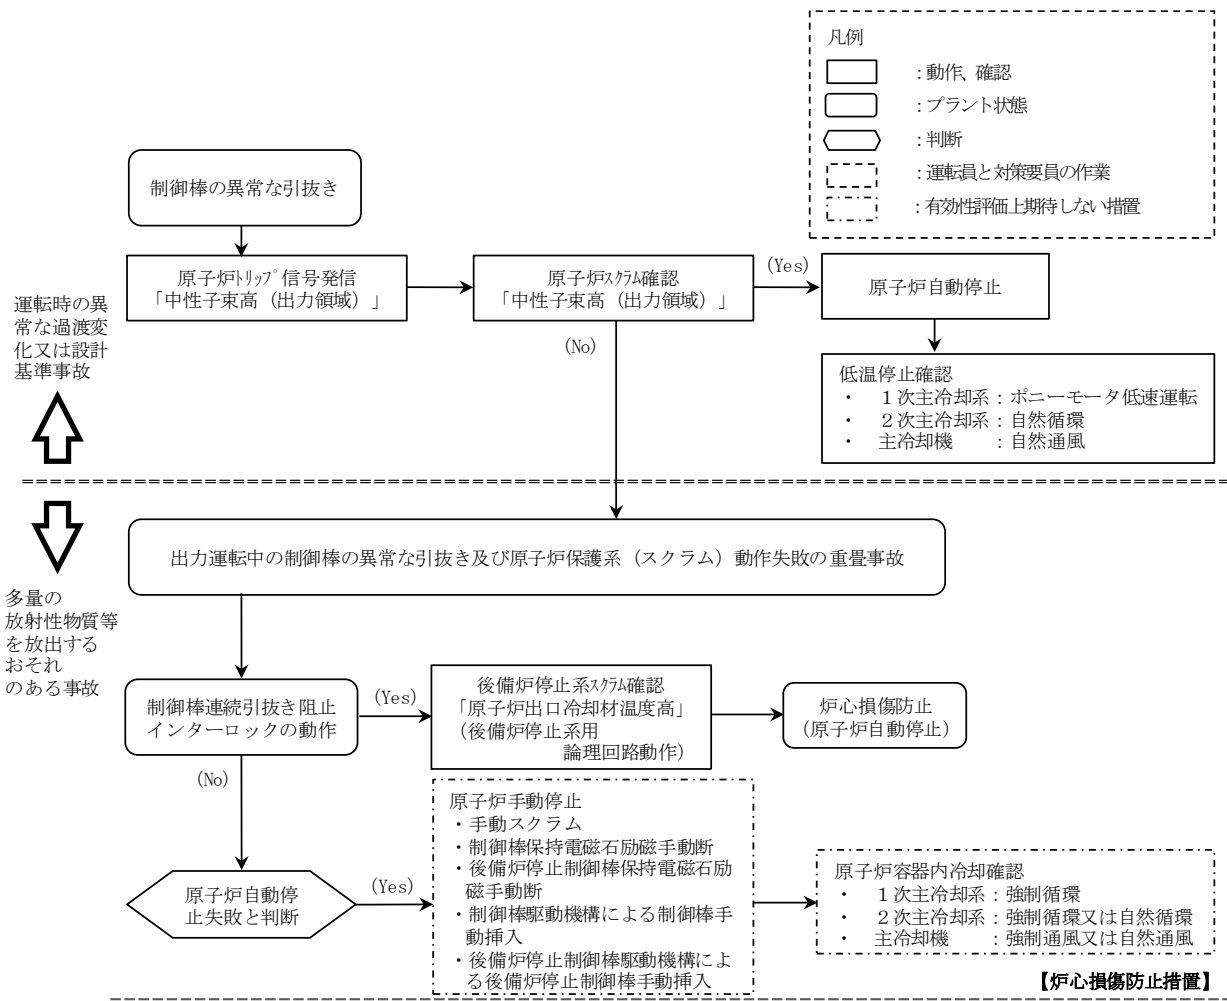 凡例
：動作、確認
：プラント状態
：判断
：運転員と対策要員の作業
：有効性評価上期待しない措置
制御棒の異常な引抜き
原子炉ﾄﾘｯﾌﾟ信号発信
「中性子束高（出力領域）」
原子炉ｽｸﾗﾑ確認
「中性子束高（出力領域）」
(Yes)
原子炉自動停止
(No)
運転時の異
常な過渡変
化又は設計
基準事故
低温停止確認
・　１次主冷却系：ポニーモータ低速運転
・　２次主冷却系：自然循環
・　主冷却機　　：自然通風
出力運転中の制御棒の異常な引抜き及び原子炉保護系（スクラム）動作失敗の重畳事故
多量の
放射性物質等
を放出する
おそれ
のある事故
制御棒連続引抜き阻止
インターロックの動作
(Yes)
後備炉停止系ｽｸﾗﾑ確認
「原子炉出口冷却材温度高」
（後備炉停止系用
論理回路動作）
炉心損傷防止
(原子炉自動停止)
(No)
原子炉自動停
止失敗と判断
(Yes)
原子炉手動停止
・手動スクラム
・制御棒保持電磁石励磁手動断
・後備炉停止制御棒保持電磁石励
磁手動断
・制御棒駆動機構による制御棒手
動挿入
・後備炉停止制御棒駆動機構によ
る後備炉停止制御棒手動挿入
原子炉容器内冷却確認
・　１次主冷却系：強制循環
・　２次主冷却系：強制循環又は自然循環
・　主冷却機　　：強制通風又は自然通風
【炉心損傷防止措置】